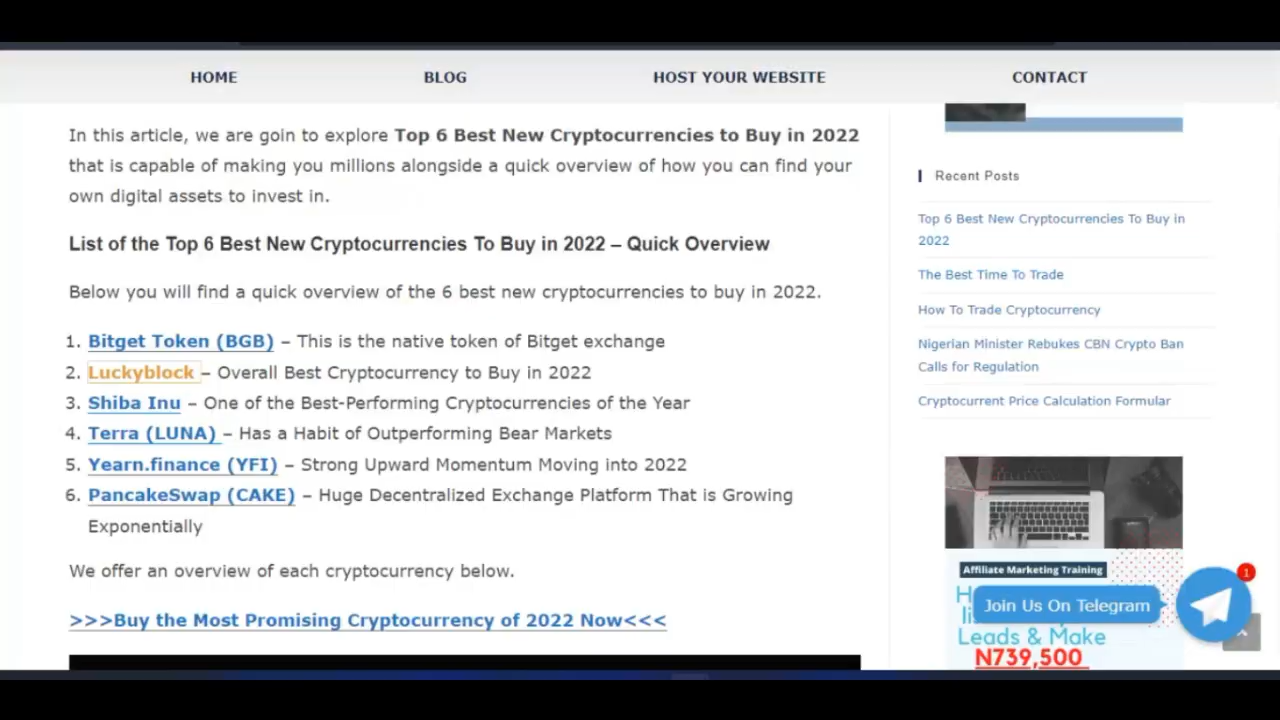 HOME
BLOG
HOST YOUR WEBSITE
CONTACT
In this article, we are goin to explore Top 6 Best New Cryptocurrencies to Buy in 2022
that is capable of making you millions alongside a quick overview of how you can find your
own digital assets to invest in.
List of the Top 6 Best New Cryptocurrencies To Buy in 2022 – Quick Overview
Below you will find a quick overview of the 6 best new cryptocurrencies to buy in 2022.
1. Bitget Token (BGB) – This is the native token of Bitget exchange
2. Luckyblock – Overall Best Cryptocurrency to Buy in 2022
3. Shiba Inu – One of the Best-Performing Cryptocurrencies of the Year
4. Terra (LUNA) – Has a Habit of Outperforming Bear Markets
5. Yearn.finance (YFI) – Strong Upward Momentum Moving into 2022
6. PancakeSwap (CAKE) – Huge Decentralized Exchange Platform That is Growing
Exponentially
We offer an overview of each cryptocurrency below.
>>>Buy the Most Promising Cryptocurrency of 2022 Now<<<
Recent Posts
Top 6 Best New Cryptocurrencies To Buy in
2022
The Best Time To Trade
How To Trade Cryptocurrency
Nigerian Minister Rebukes CBN Crypto Ban
Calls for Regulation
Cryptocurrent Price Calculation Formular
Affiliate Marketing Training
Join Us On Telegram
1
Leads & Make
N739,500